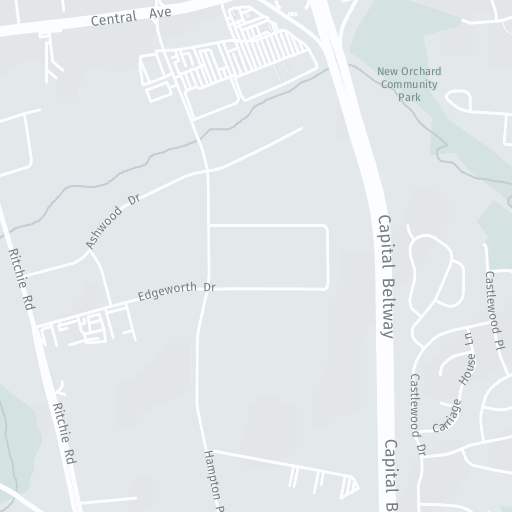 Central Ave
New Orchard
Community
Park
Ashwood Dr
Ritchie Rd
Edgeworth Dr
Capital Beltway
Castlewood Pl
Carriage House Ln
Castlewood Dr
Ritchie Rd
Hampton P
Capital B